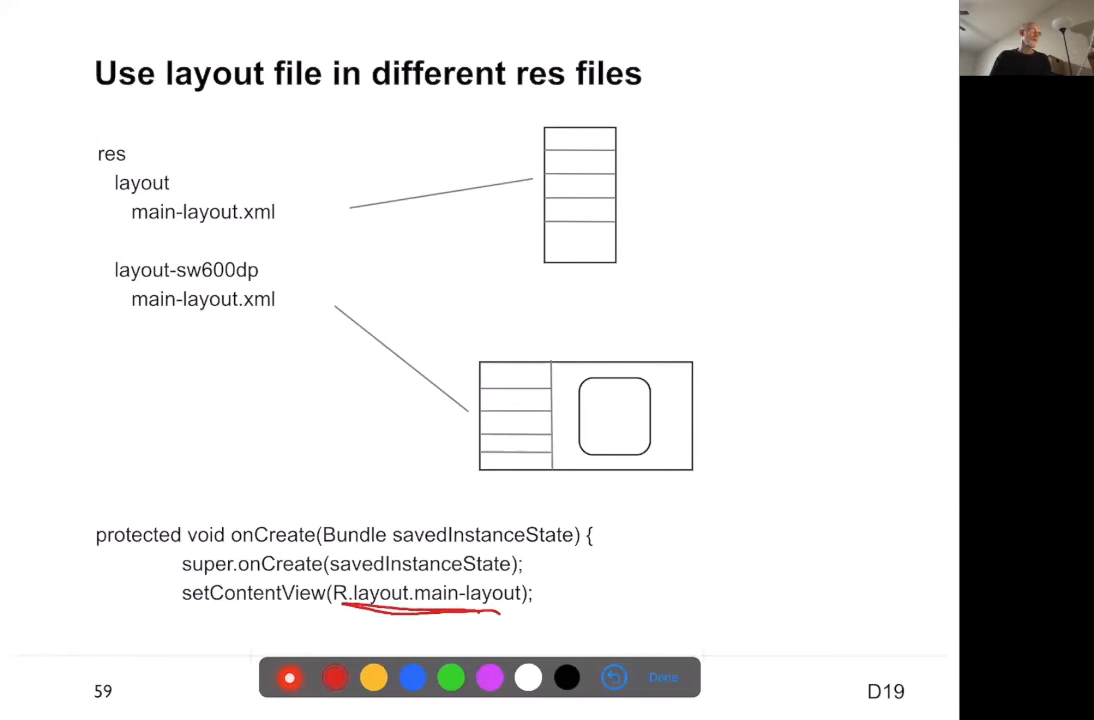 Use layout file in different res files
res
layout
main-layout.xml
layout-sw600dp
main-layout.xml
protected void onCreate(Bundle savedInstanceState) {
super.onCreate(savedInstanceState);
setContentView(R.layout.main-layout);
Done
59
D19